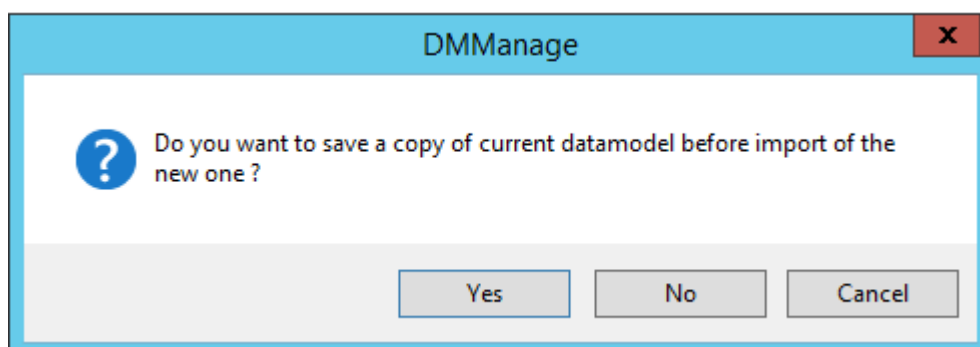 DMManage
x
Do you want to save a copy of current datamodel before import of the
new one ?
Yes No Cancel